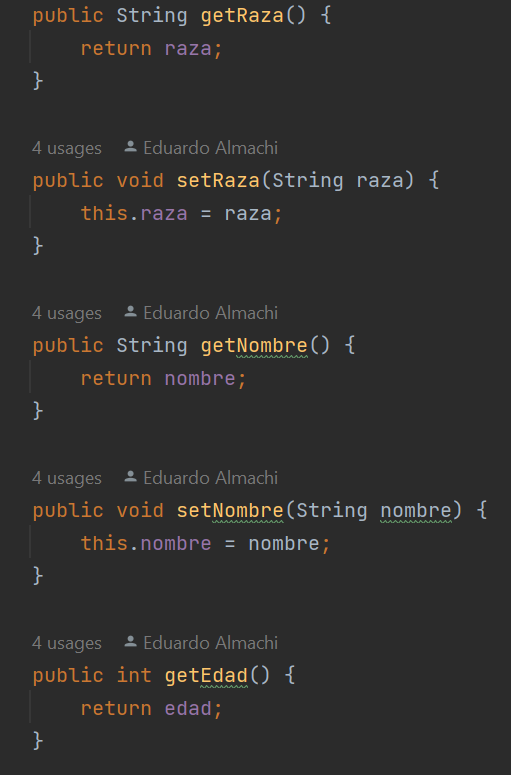 public String getRaza() {
    return raza;
}
4 usages Eduardo Almachi
public void setRaza(String raza) {
    this.raza = raza;
}
4 usages Eduardo Almachi
public String getNombre() {
    return nombre;
}
4 usages Eduardo Almachi
public void setNombre(String nombre) {
    this.nombre = nombre;
}
4 usages Eduardo Almachi
public int getEdad() {
    return edad;
}